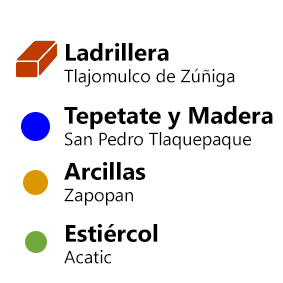 Ladrillera
Tlajomulco de Zúñiga
Tepetate y Madera
San Pedro Tlaquepaque
Arcillas
Zapopan
Estiércol
Acatic